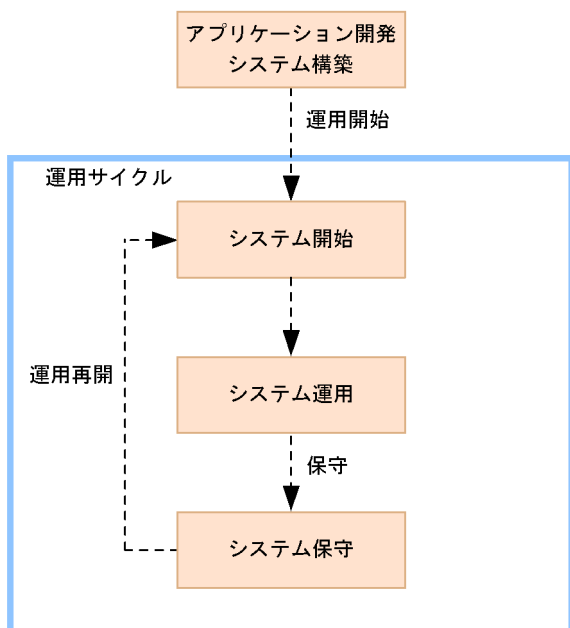 アプリケーション開発
システム構築
運用開始
運用サイクル
システム開始
運用再開
システム運用
保守
システム保守